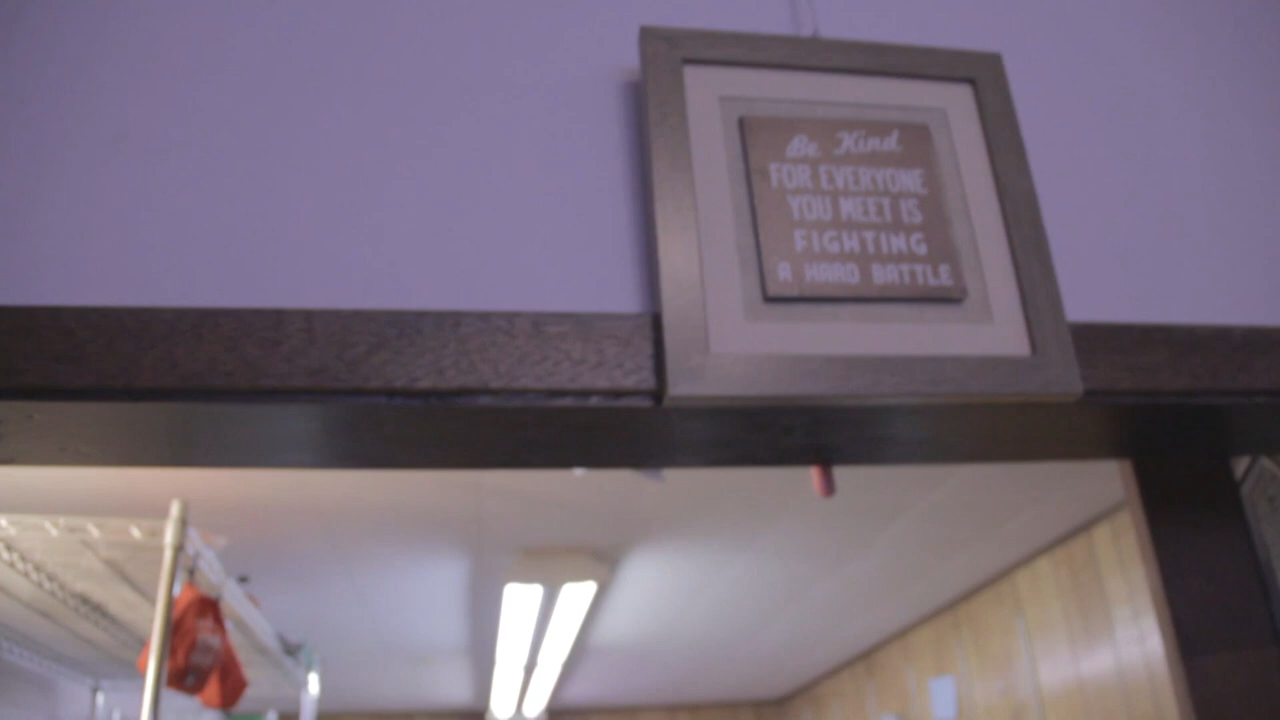 Be Kind
FOR EVERYONE
YOU MEET IS
FIGHTING
A HARD BATTLE